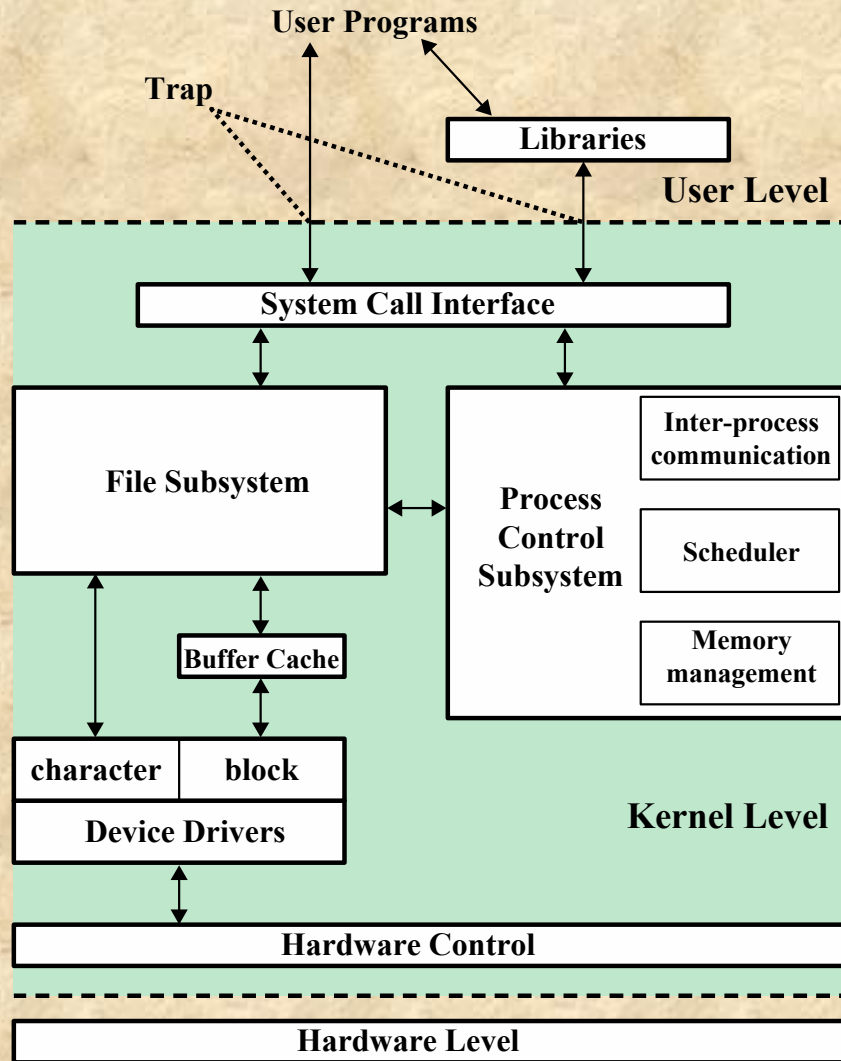 User Programs
Trap
Libraries
User Level
System Call Interface
File Subsystem
Inter-process
communication
Process
Control
Subsystem
Scheduler
Memory
management
Buffer Cache
character
block
Device Drivers
Kernel Level
Hardware Control
Hardware Level